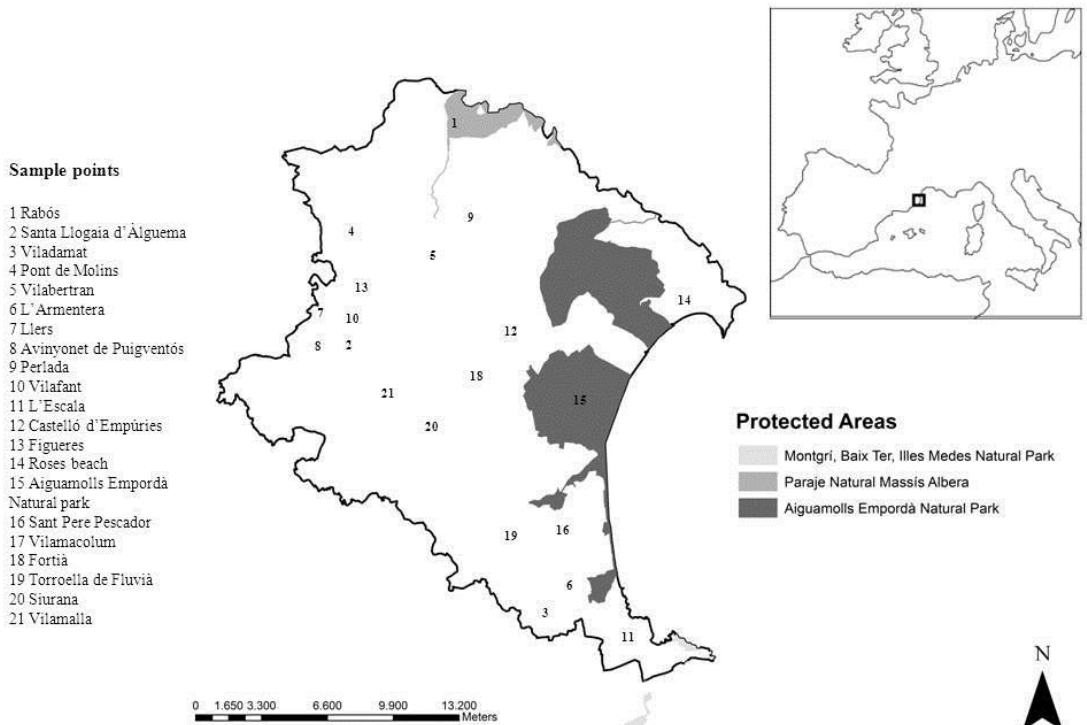 Sample points
1 Rabós
2 Santa Llogaia d'Àlguema
3 Viladamat
4 Pont de Molins
5 Vilabertran
6 L'Armentera
7 Llers
8 Avinyonet de Puigventós
9 Perlada
10 Vilafant
11 L'Escala
12 Castelló d'Empúries
13 Figueres
14 Roses beach
15 Aiguamolls Empordà
Natural park
16 Sant Pere Pescador
17 Vilamacolum
18 Fortià
19 Torroella de Fluvià
20 Siurana
21 Vilamalla
1
9
4
5
13
14
7
10
12
8 2
18
21
15
20
16
19
6
3
11
Protected Areas
Montgrí, Baix Ter, Illes Medes Natural Park
Paraje Natural Massís Albera
Aiguamolls Empordà Natural Park
0 1.650 3.300 6.600 9.900 13.200
Meters
N